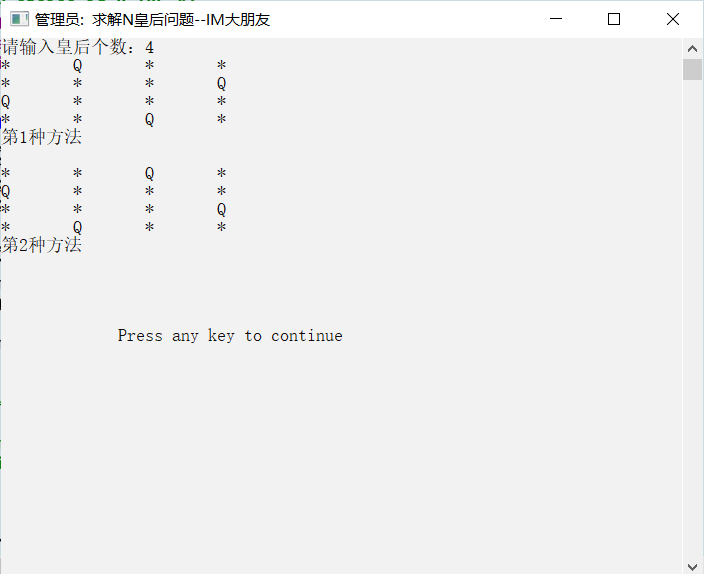 管理员: 求解N皇后问题--IM大朋友
请输入皇后个数: 4
* Q * *
* * * Q
Q * * *
* * Q *
第1种方法
* * Q *
Q * * *
* * * Q
* Q * *
第2种方法
Press any key to continue